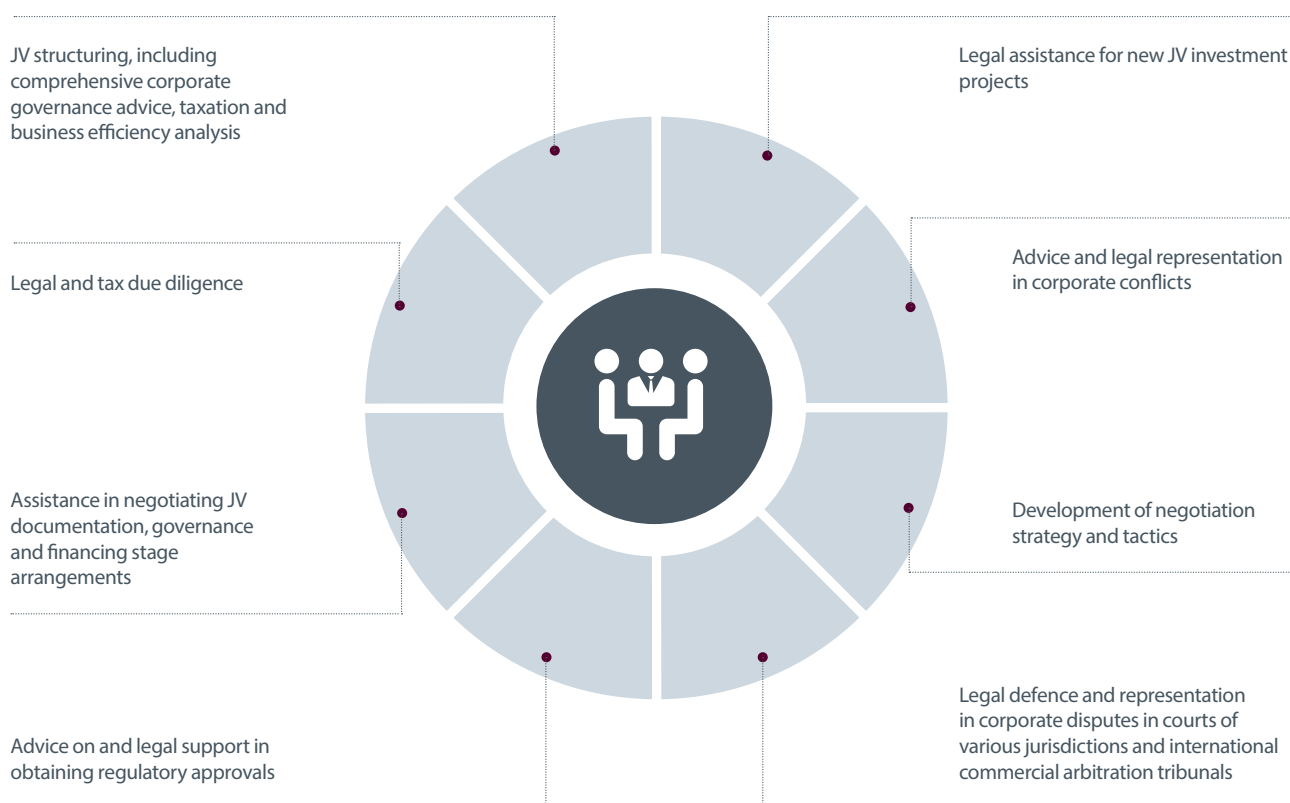 JV structuring, including
comprehensive corporate
governance advice, taxation and
business efficiency analysis
Legal and tax due diligence
Assistance in negotiating JV
documentation, governance
and financing stage
arrangements
Advice on and legal support in
obtaining regulatory approvals
Legal assistance for new JV investment
projects
Advice and legal representation
in corporate conflicts
Development of negotiation
strategy and tactics
Legal defence and representation
in corporate disputes in courts of
various jurisdictions and international
commercial arbitration tribunals